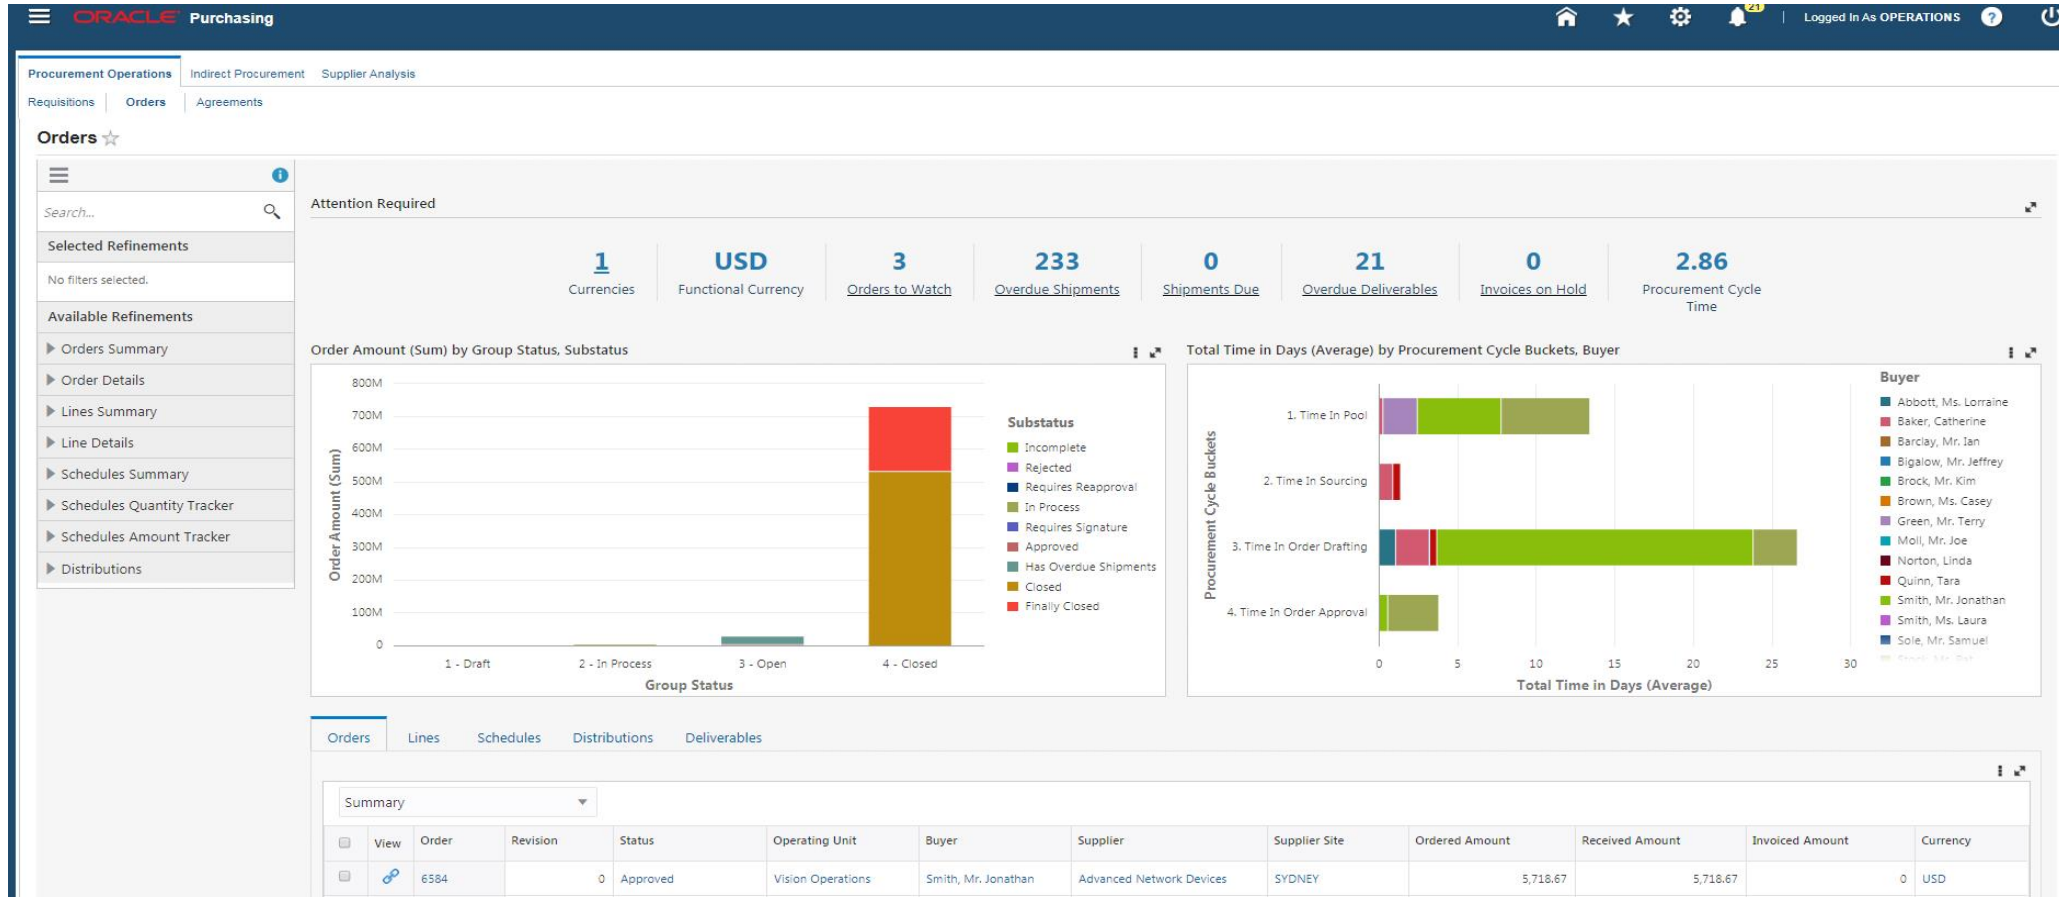 ORACLE Purchasing
21
Logged In As OPERATIONS ?
Procurement Operations Indirect Procurement Supplier Analysis
Requisitions Orders Agreements
Orders
i
Search...
Selected Refinements
No filters selected.
Available Refinements
Orders Summary
Order Details
Lines Summary
Line Details
Schedules Summary
Schedules Quantity Tracker
Schedules Amount Tracker
Distributions
Attention Required
1 Currencies
USD Functional Currency
3 Orders to Watch
233 Overdue Shipments
0 Shipments Due
21 Overdue Deliverables
0 Invoices on Hold
2.86 Procurement Cycle
Time
Order Amount (Sum) by Group Status, Substatus
Order Amount (Sum)
800M
700M
600M
500M
400M
300M
200M
100M
0
1 - Draft 2 - In Process 3 - Open 4 - Closed
Group Status
Substatus
Incomplete
Rejected
Requires Reapproval
In Process
Requires Signature
Approved
Has Overdue Shipments
Closed
Finally Closed
Total Time in Days (Average) by Procurement Cycle Buckets, Buyer
Procurement Cycle Buckets
1. Time In Pool
2. Time In Sourcing
3. Time In Order Drafting
4. Time In Order Approval
0 5 10 15 20 25 30
Total Time in Days (Average)
Buyer
Abbott, Ms. Lorraine
Baker, Catherine
Barclay, Mr. Ian
Bigalow, Mr. Jeffrey
Brock, Mr. Kim
Brown, Ms. Casey
Green, Mr. Terry
Moll, Mr. Joe
Norton, Linda
Quinn, Tara
Smith, Mr. Jonathan
Smith, Ms. Laura
Sole, Mr. Samuel
Orders Lines Schedules Distributions Deliverables
Summary
View Order Revision Status Operating Unit Buyer Supplier Supplier Site Ordered Amount Received Amount Invoiced Amount Currency
6584 0 Approved Vision Operations Smith, Mr. Jonathan Advanced Network Devices SYDNEY 5,718.67 5,718.67 0 USD